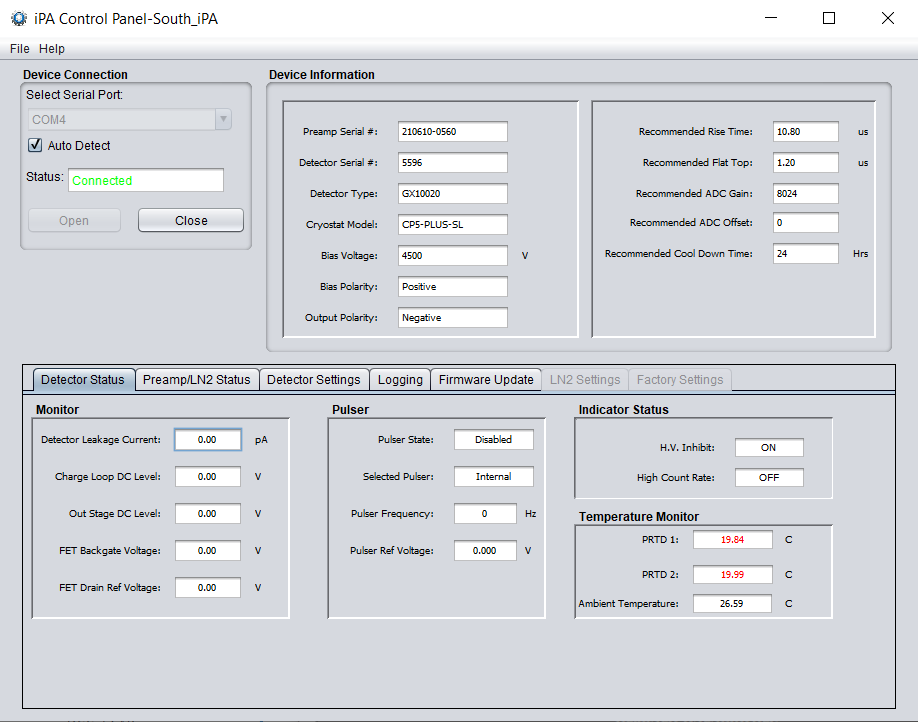 iPA Control Panel-South_iPA
File Help
Device Connection
Select Serial Port:
COM4
Auto Detect
Status: Connected
Open Close
Device Information
Preamp Serial #: 210610-0560
Detector Serial #: 5596
Detector Type: GX10020
Cryostat Model: CP5-PLUS-SL
Bias Voltage: 4500 V
Bias Polarity: Positive
Output Polarity: Negative
Recommended Rise Time: 10.80 us
Recommended Flat Top: 1.20 us
Recommended ADC Gain: 8024
Recommended ADC Offset: 0
Recommended Cool Down Time: 24 Hrs
Detector Status Preamp/LN2 Status Detector Settings Logging Firmware Update LN2 Settings Factory Settings
Monitor
Detector Leakage Current: 0.00 pA
Charge Loop DC Level: 0.00 V
Out Stage DC Level: 0.00 V
FET Backgate Voltage: 0.00 V
FET Drain Ref Voltage: 0.00 V
Pulser
Pulser State: Disabled
Selected Pulser: Internal
Pulser Frequency: 0 Hz
Pulser Ref Voltage: 0.000 V
Indicator Status
H.V. Inhibit: ON
High Count Rate: OFF
Temperature Monitor
PRTD 1: 19.84 C
PRTD 2: 19.99 C
Ambient Temperature: 26.59 C